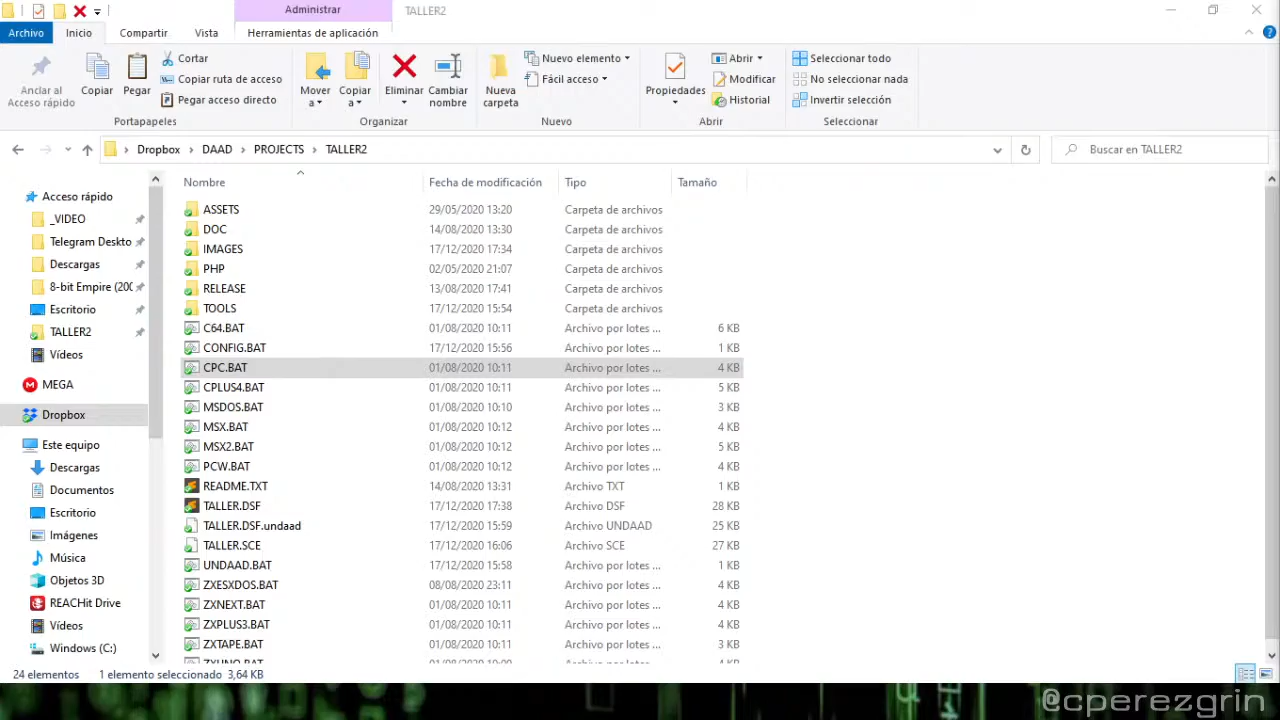 Administrar
TALLER2
Archivo
Inicio
Compartir
Vista
Herramientas de aplicación
Anclar al Acceso rápido
Copiar
Pegar
Cortar
Copiar ruta de acceso
Pegar acceso directo
Portapapeles
Mover a
Copiar a
Eliminar
Cambiar nombre
Organizar
Nueva carpeta
Nuevo elemento
Fácil acceso
Nuevo
Propiedades
Abrir
Modificar
Historial
Abrir
Seleccionar todo
No seleccionar nada
Invertir selección
Seleccionar
Dropbox > DAAD > PROJECTS > TALLER2
Buscar en TALLER2
Acceso rápido
_VIDEO
Telegram Deskto
Descargas
8-bit Empire (200
Escritorio
TALLER2
Vídeos
MEGA
Dropbox
Este equipo
Descargas
Documentos
Escritorio
Imágenes
Música
Objetos 3D
REACHit Drive
Vídeos
Windows (C:)
Nombre Fecha de modificación Tipo Tamaño
ASSETS 29/05/2020 13:20 Carpeta de archivos
DOC 14/08/2020 13:30 Carpeta de archivos
IMAGES 17/12/2020 17:34 Carpeta de archivos
PHP 02/05/2020 21:07 Carpeta de archivos
RELEASE 13/08/2020 17:41 Carpeta de archivos
TOOLS 17/12/2020 15:54 Carpeta de archivos
C64.BAT 01/08/2020 10:11 Archivo por lotes ... 6 KB
CONFIG.BAT 17/12/2020 15:56 Archivo por lotes ... 1 KB
CPC.BAT 01/08/2020 10:11 Archivo por lotes ... 4 KB
CPLUS4.BAT 01/08/2020 10:11 Archivo por lotes ... 5 KB
MSDOS.BAT 01/08/2020 10:10 Archivo por lotes ... 3 KB
MSX.BAT 01/08/2020 10:12 Archivo por lotes ... 4 KB
MSX2.BAT 01/08/2020 10:12 Archivo por lotes ... 5 KB
PCW.BAT 01/08/2020 10:12 Archivo por lotes ... 4 KB
README.TXT 14/08/2020 13:31 Archivo TXT 1 KB
TALLER.DSF 17/12/2020 17:38 Archivo DSF 28 KB
TALLER.DSF.undaad 17/12/2020 15:59 Archivo UNDAAD 25 KB
TALLER.SCE 17/12/2020 16:06 Archivo SCE 27 KB
UNDAAD.BAT 17/12/2020 15:58 Archivo por lotes ... 1 KB
ZXESXDOS.BAT 08/08/2020 23:11 Archivo por lotes ... 4 KB
ZXNEXT.BAT 01/08/2020 10:11 Archivo por lotes ... 4 KB
ZXPLUS3.BAT 01/08/2020 10:11 Archivo por lotes ... 4 KB
ZXTAPE.BAT 01/08/2020 10:11 Archivo por lotes ... 3 KB
24 elementos 1 elemento seleccionado 3,64 KB
@cperezgrin